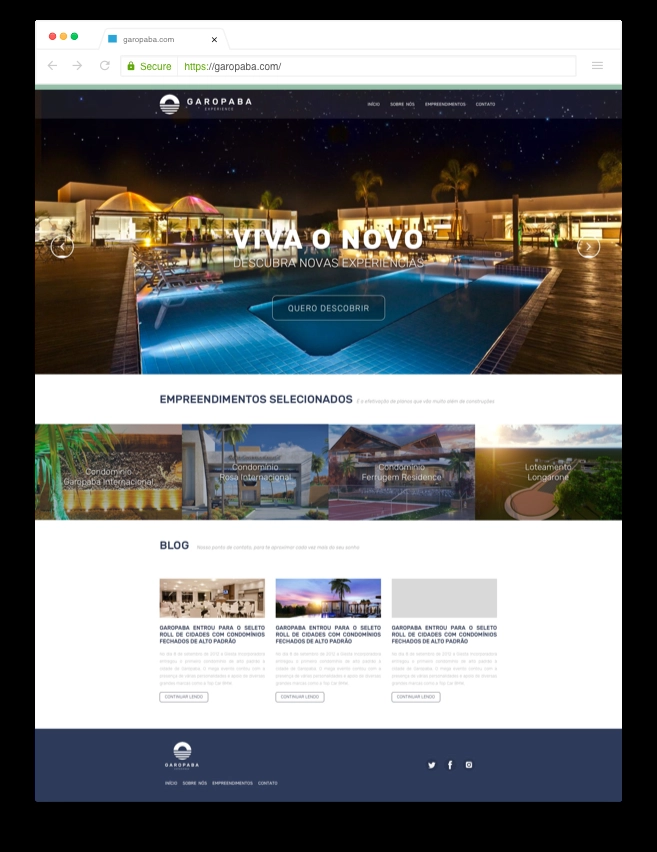 garopaba.com
Secure
https://garopaba.com/
GAROPABA
EXPERIENCE
INÍCIO SOBRE NÓS EMPREENDIMENTOS CONTATO
VIVA O NOVO
DESCUBRA NOVAS EXPERIÊNCIAS
QUERO DESCOBRIR
EMPREENDIMENTOS SELECIONADOS É a efetivação de planos que vão muito além de construções
Condomínio
Garopaba Internacional
Condomínio
Rosa Internacional
Condomínio
Ferrugem Residence
Loteamento
Longarone
BLOG Nosso ponto de contato, para te aproximar cada vez mais do seu sonho
GAROPABA ENTROU PARA O SELETO
ROLL DE CIDADES COM CONDOMÍNIOS
FECHADOS DE ALTO PADRÃO
CONTINUAR LENDO
GAROPABA ENTROU PARA O SELETO
ROLL DE CIDADES COM CONDOMÍNIOS
FECHADOS DE ALTO PADRÃO
CONTINUAR LENDO
GAROPABA ENTROU PARA O SELETO
ROLL DE CIDADES COM CONDOMÍNIOS
FECHADOS DE ALTO PADRÃO
CONTINUAR LENDO
GAROPABA
INÍCIO SOBRE NÓS EMPREENDIMENTOS CONTATO